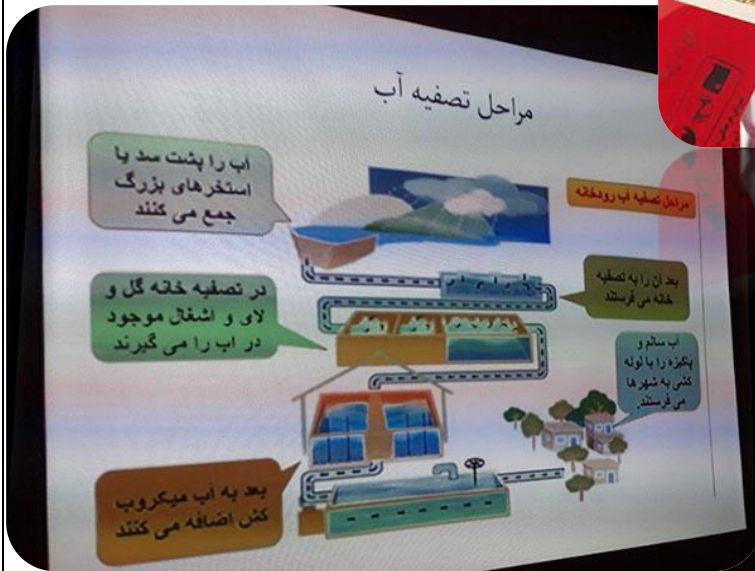 مراحل تصفیه آب
مراحل تصفیه آب رودخانه
آب را پشت سد یا
استخرهای بزرگ
جمع می کنند
بعد آن را به تصفیه
خانه می فرستند
در تصفیه خانه گل و
لای و اشغال موجود
در آب را می گیرند
بعد به آب میکروب
کش اضافه می کنند
آب سالم و
پاکیزه را با لوله
کشی به شهر ها
می فرستند.